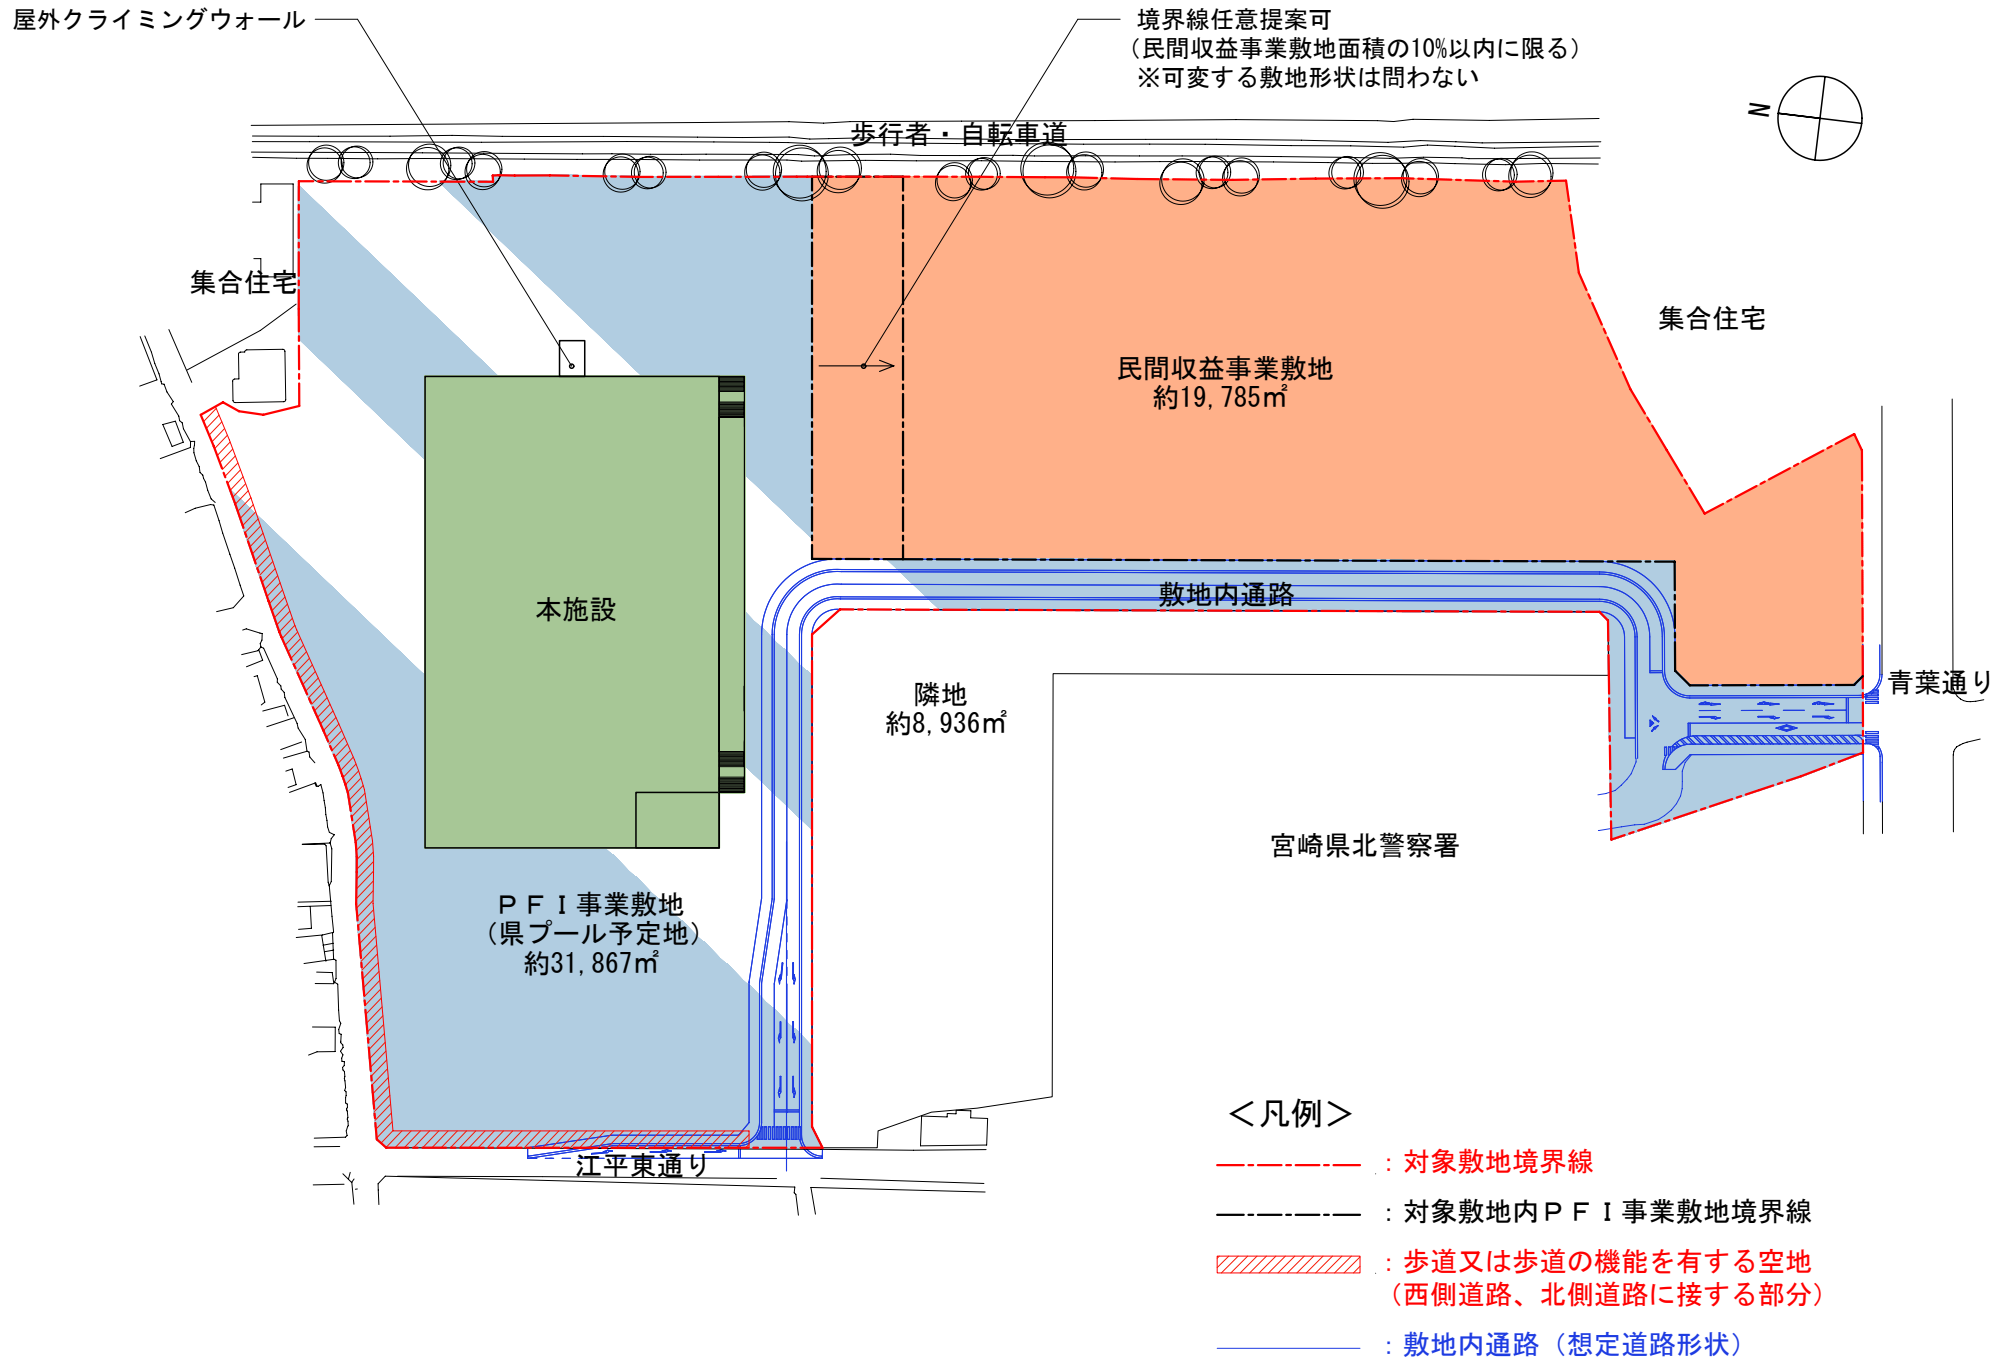 屋外クライミングウォール
境界線任意提案可
（民間収益事業敷地面積の10%以内に限る）
※可変する敷地形状は問わない
N
歩行者・自転車道
集合住宅
集合住宅
民間収益事業敷地
約19,785㎡
敷地内通路
本施設
隣地
約8,936㎡
青葉通り
宮崎県北警察署
ＰＦＩ事業敷地
（県プール予定地）
約31,867㎡
江平東通り
＜凡例＞
：対象敷地境界線
：対象敷地内ＰＦＩ事業敷地境界線
：歩道又は歩道の機能を有する空地
（西側道路、北側道路に接する部分）
：敷地内通路（想定道路形状）